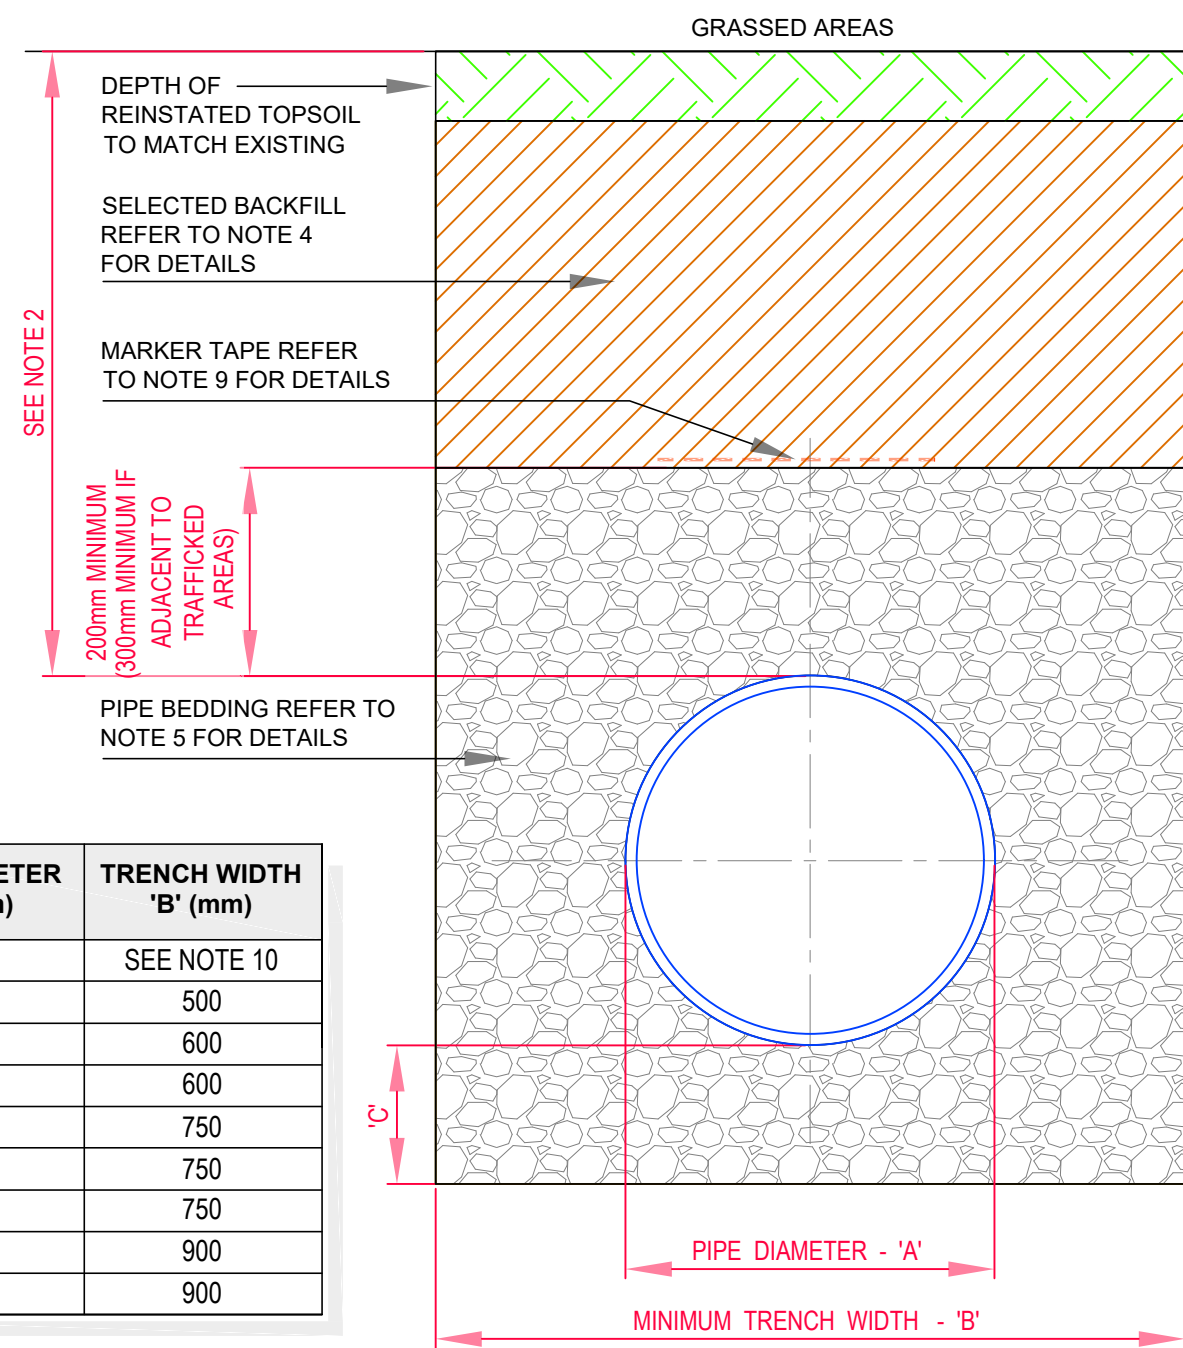 GRASSED AREAS
DEPTH OF
REINSTATED TOPSOIL
TO MATCH EXISTING
SELECTED BACKFILL
REFER TO NOTE 4
FOR DETAILS
SEE NOTE 2
MARKER TAPE REFER
TO NOTE 9 FOR DETAILS
200mm MINIMUM
(300mm MINIMUM IF
ADJACENT TO
TRAFFICKED
AREAS)
PIPE BEDDING REFER TO
NOTE 5 FOR DETAILS
TRENCH WIDTH
'B' (mm)
SEE NOTE 10
500
600
600
750
750
750
900
900
'C'
PIPE DIAMETER - 'A'
MINIMUM TRENCH WIDTH - 'B'